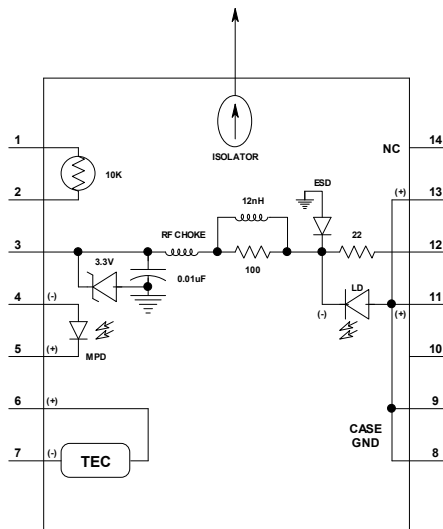 ISOLATOR
1
10K
2
NC
14
(+)
13
ESD
12nH
RF CHOKE
3
3.3V
0.01uF
100
22
12
4
(-)
LD
11
(-)
(+)
5
(+)
MPD
10
6
(+)
9
CASE
GND
7
(-)
TEC
8